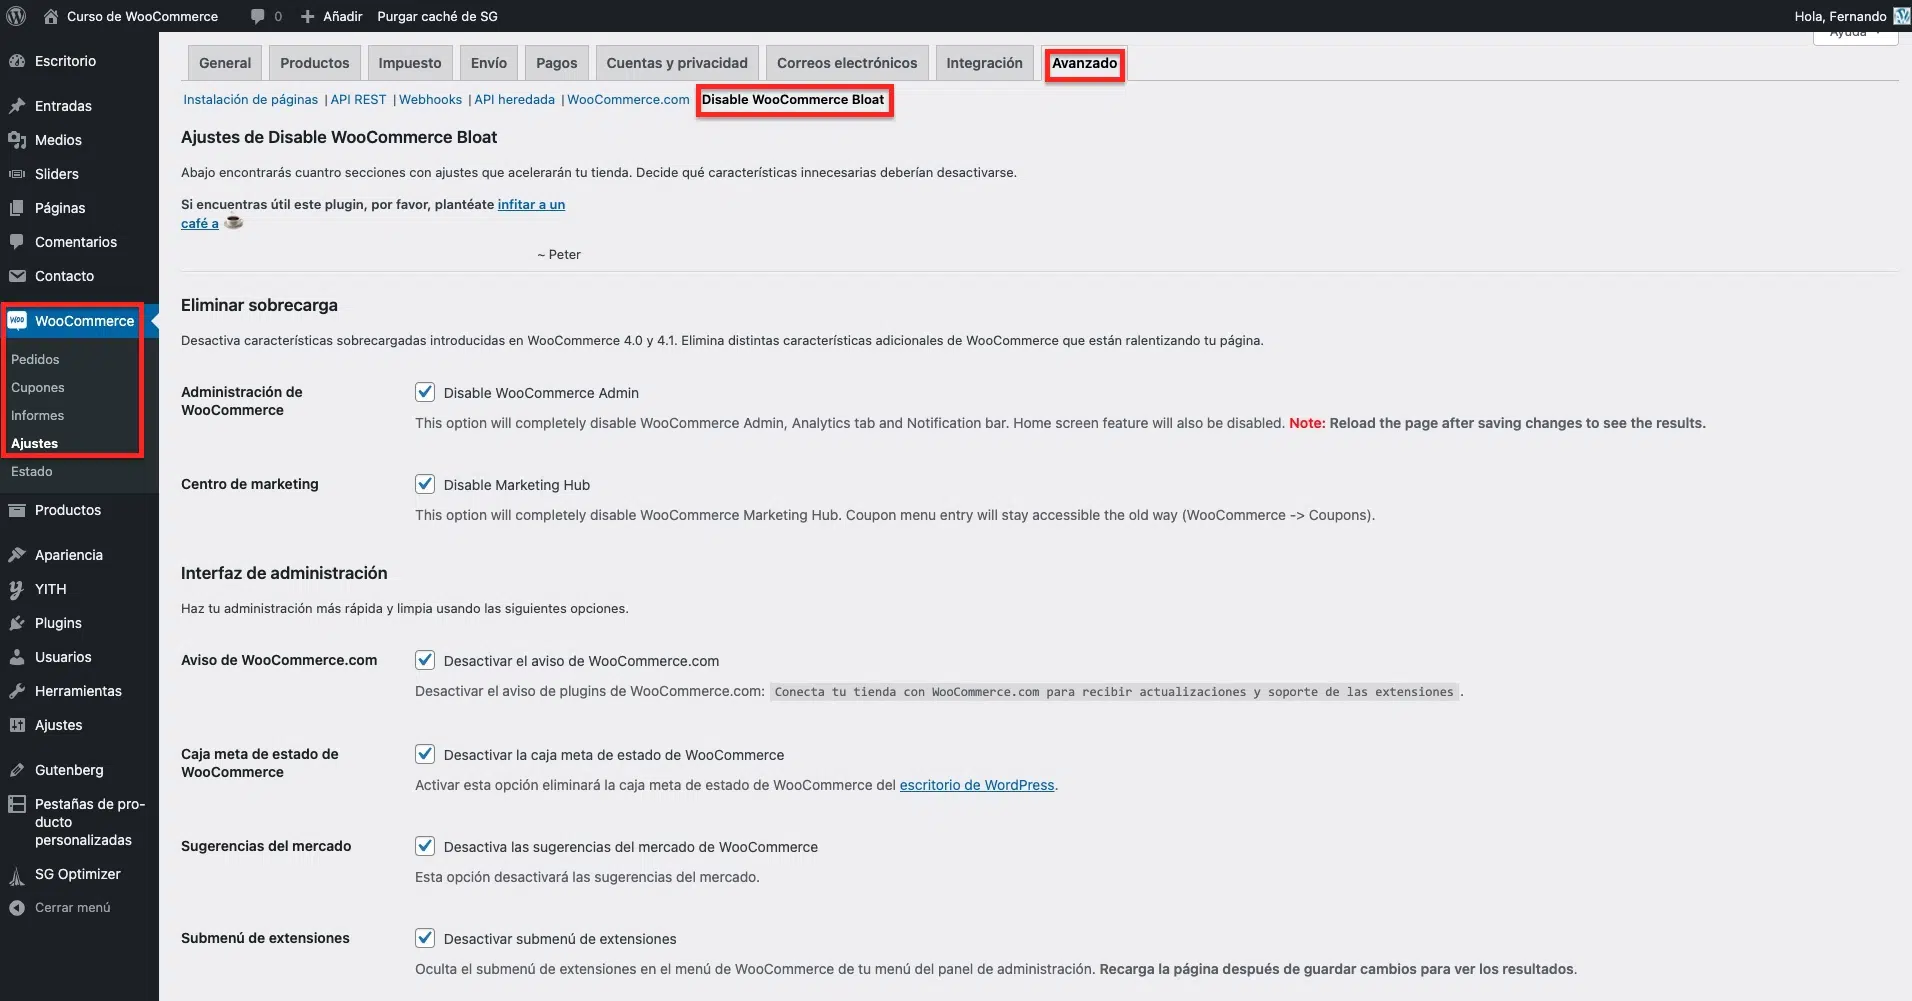 Curso de WooCommerce
0
Añadir
Purgar caché de SG
Hola, Fernando
Ayuda
Escritorio
Entradas
Medios
Sliders
Páginas
Comentarios
Contacto
WooCommerce
Pedidos
Cupones
Informes
Ajustes
Estado
Productos
Apariencia
YITH
Plugins
Usuarios
Herramientas
Ajustes
Gutenberg
Pestañas de pro-
ducto
personalizadas
SG Optimizer
Cerrar menú
General
Productos
Impuesto
Envío
Pagos
Cuentas y privacidad
Correos electrónicos
Integración
Avanzado
Instalación de páginas | API REST | Webhooks | API heredada | WooCommerce.com Disable WooCommerce Bloat
Ajustes de Disable WooCommerce Bloat
Abajo encontrarás cuantro secciones con ajustes que acelerarán tu tienda. Decide qué características innecesarias deberían desactivarse.
Si encuentras útil este plugin, por favor, plantéate infitar a un
café a
~ Peter
Eliminar sobrecarga
Desactiva características sobrecargadas introducidas en WooCommerce 4.0 y 4.1. Elimina distintas características adicionales de WooCommerce que están ralentizando tu página.
Administración de
WooCommerce
Disable WooCommerce Admin
This option will completely disable WooCommerce Admin, Analytics tab and Notification bar. Home screen feature will also be disabled. Note: Reload the page after saving changes to see the results.
Centro de marketing
Disable Marketing Hub
This option will completely disable WooCommerce Marketing Hub. Coupon menu entry will stay accessible the old way (WooCommerce -> Coupons).
Interfaz de administración
Haz tu administración más rápida y limpia usando las siguientes opciones.
Aviso de WooCommerce.com
Desactivar el aviso de WooCommerce.com
Desactivar el aviso de plugins de WooCommerce.com: Conecta tu tienda con WooCommerce.com para recibir actualizaciones y soporte de las extensiones .
Caja meta de estado de
WooCommerce
Desactivar la caja meta de estado de WooCommerce
Activar esta opción eliminará la caja meta de estado de WooCommerce del escritorio de WordPress.
Sugerencias del mercado
Desactiva las sugerencias del mercado de WooCommerce
Esta opción desactivará las sugerencias del mercado.
Submenú de extensiones
Desactivar submenú de extensiones
Oculta el submenú de extensiones en el menú de WooCommerce de tu menú del panel de administración. Recarga la página después de guardar cambios para ver los resultados.